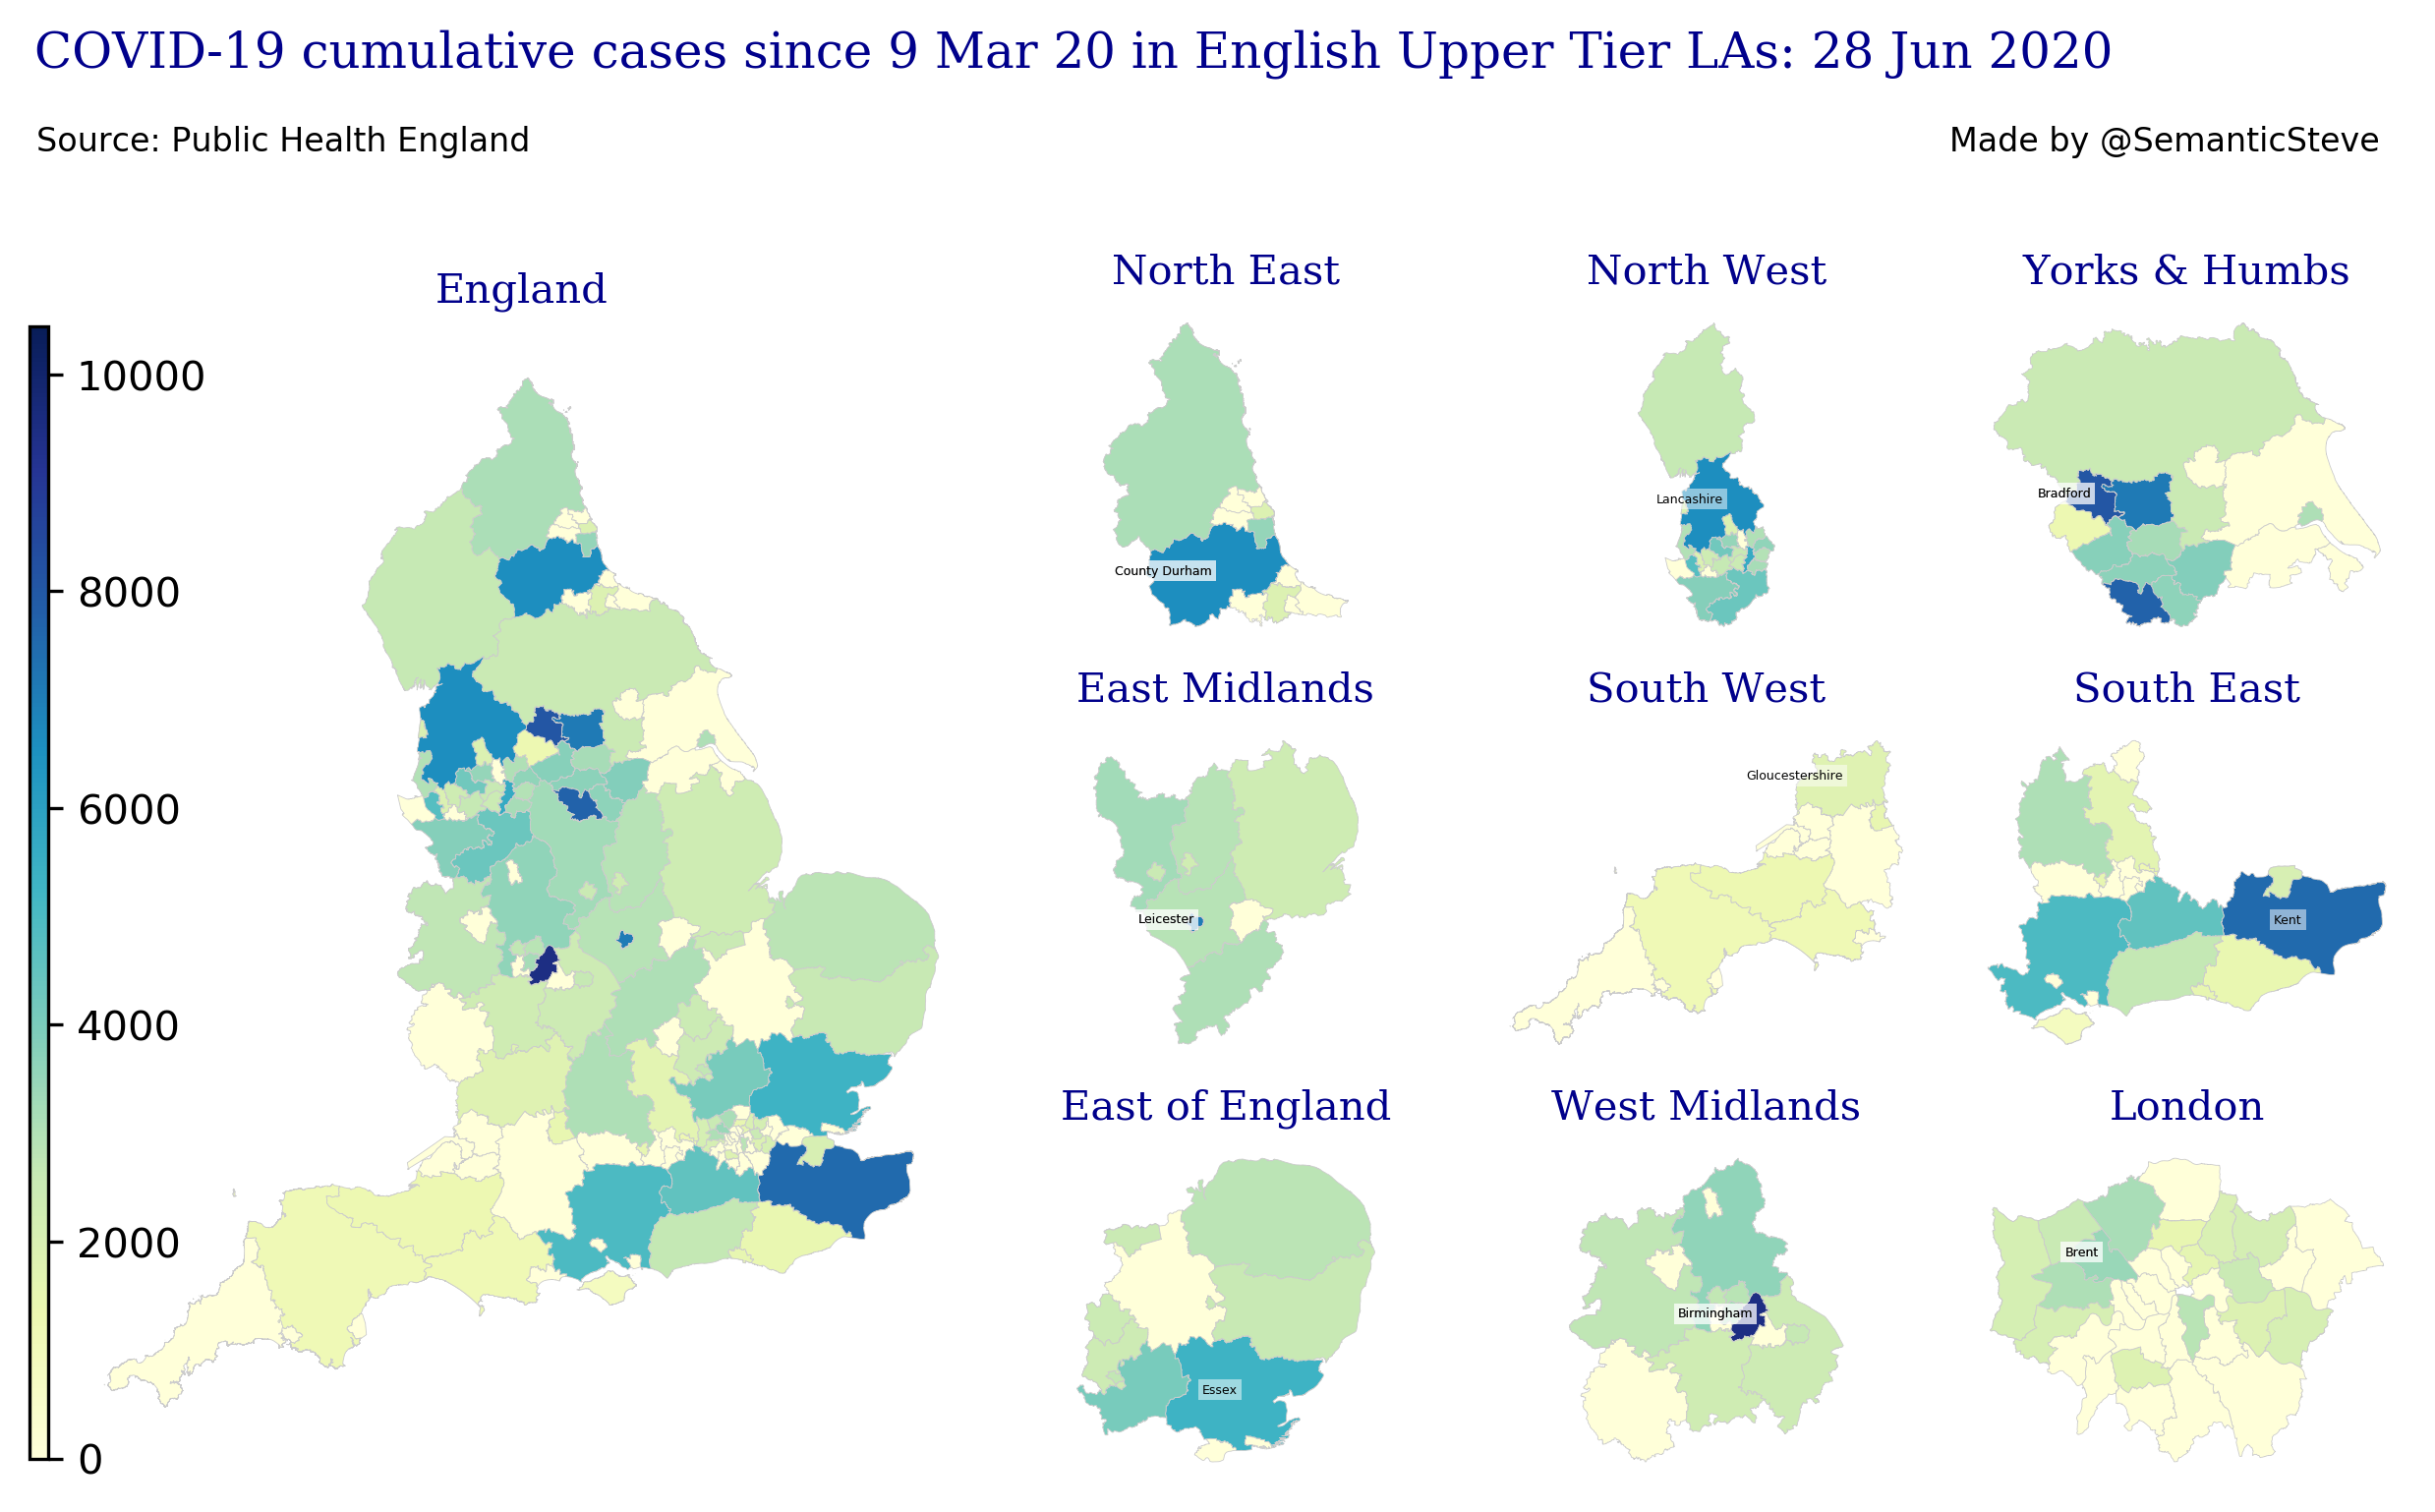 COVID-19 cumulative cases since 9 Mar 20 in English Upper Tier LAs: 28 Jun 2020
Source: Public Health England
Made by @SemanticSteve
England
10000
8000
6000
4000
2000
0
North East
County Durham
North West
Lancashire
Yorks & Humbs
Bradford
East Midlands
Leicester
South West
Gloucestershire
South East
Kent
East of England
Essex
West Midlands
Birmingham
London
Brent